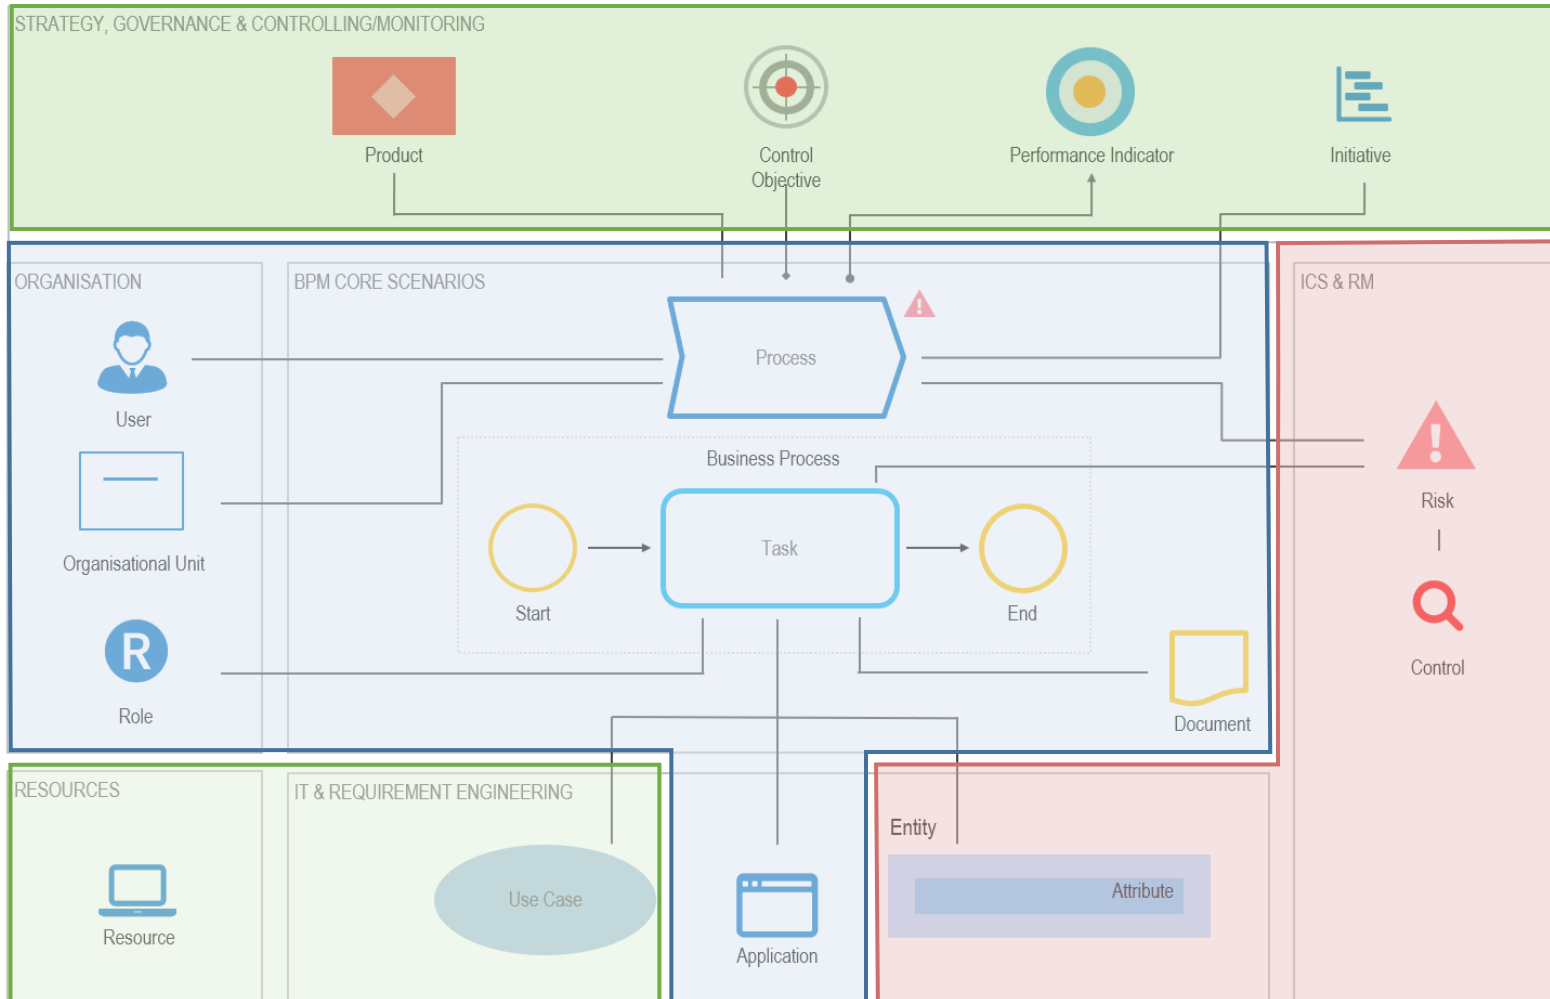 STRATEGY, GOVERNANCE & CONTROLLING/MONITORING
Product
Control
Objective
Performance Indicator
Initiative
ORGANISATION
BPM CORE SCENARIOS
ICS & RM
Process
User
Business Process
Risk
Organisational Unit
Task
Start
End
R
Role
Control
Document
RESOURCES
IT & REQUIREMENT ENGINEERING
Entity
Attribute
Use Case
Resource
Application